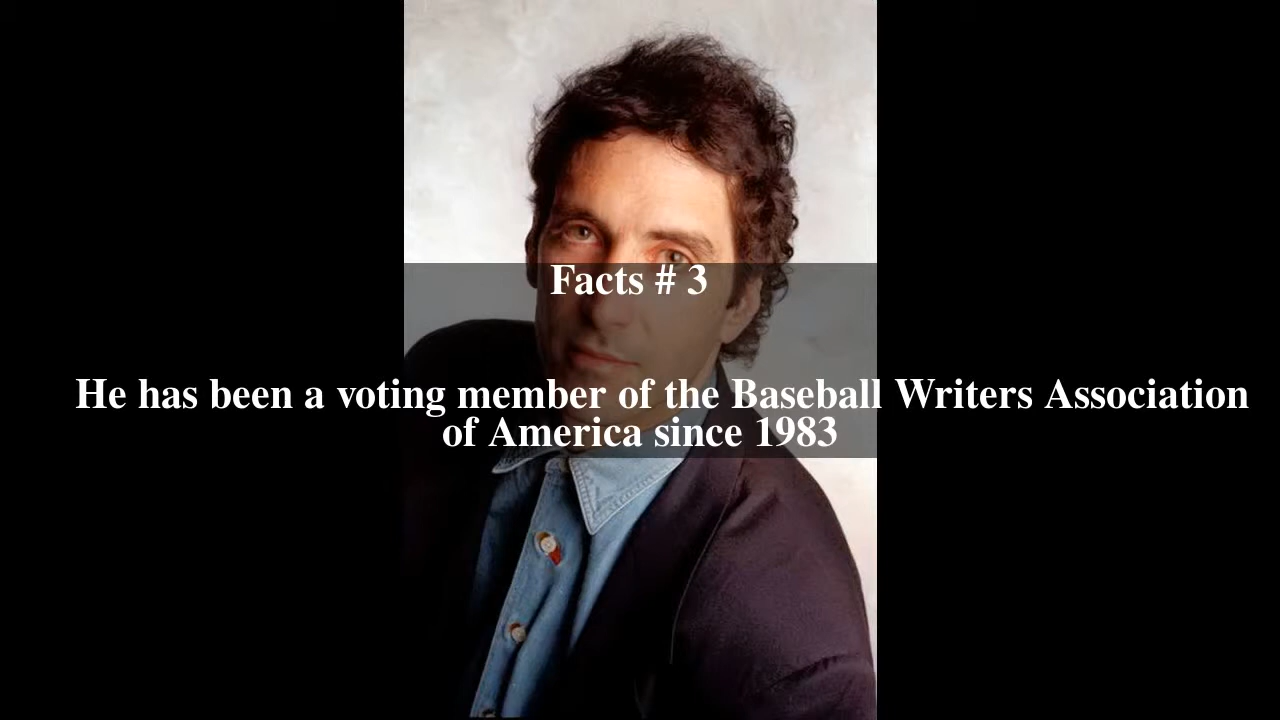 Facts # 3
He has been a voting member of the Baseball Writers Association
of America since 1983